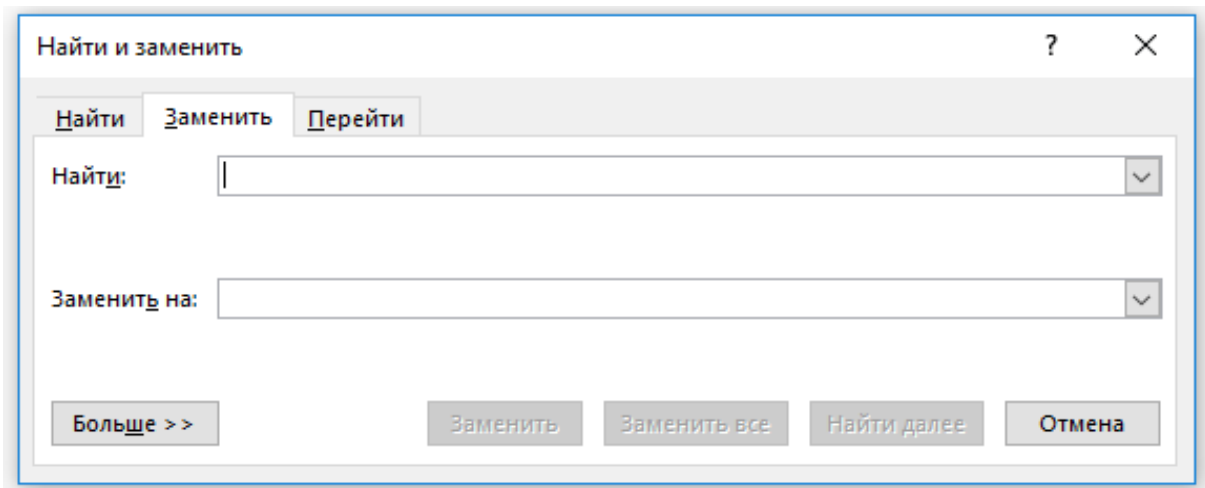 Найти и заменить ? ×
Найти Заменить Перейти
Найти:
Заменить на:
Больше >> Заменить Заменить все Найти далее Отмена